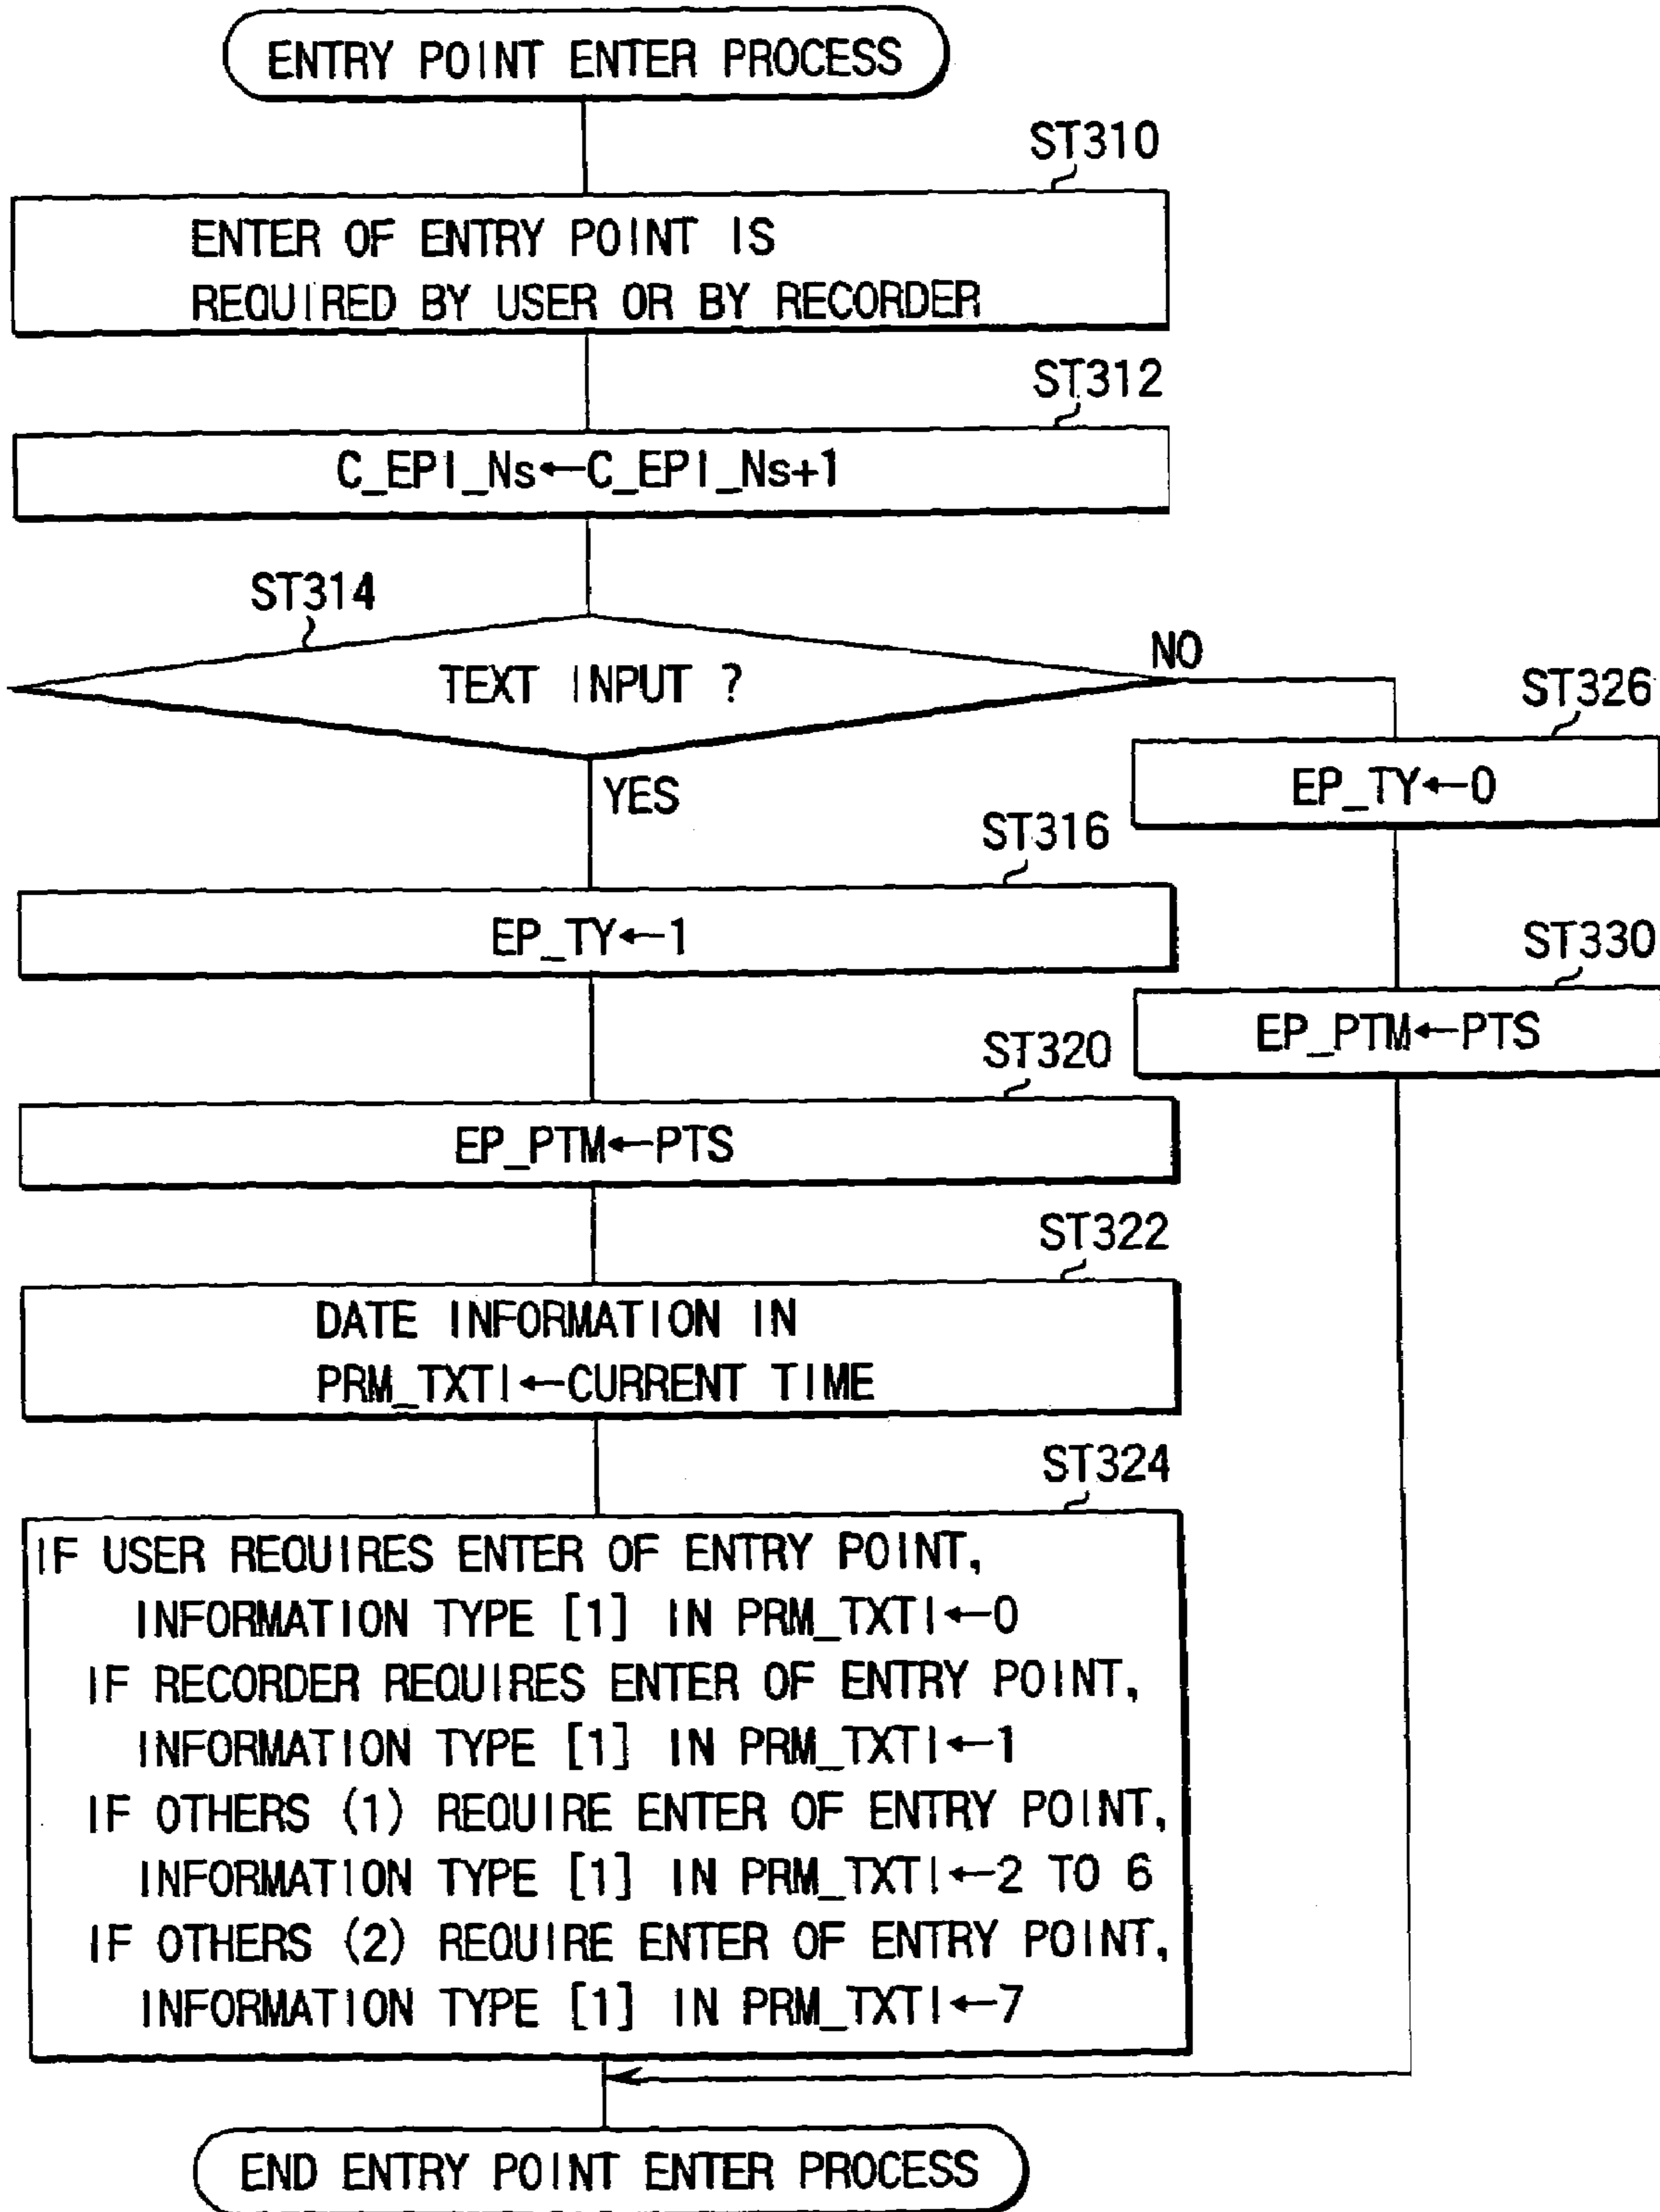 ENTRY POINT ENTER PROCESS
ST310
ENTER OF ENTRY POINT IS
REQUIRED BY USER OR BY RECORDER
ST312
C_EPI_Ns←C_EPI_Ns+1
ST314
TEXT INPUT ?
NO
YES
ST326
EP_TY←0
ST316
EP_TY←1
ST330
EP_PTM←PTS
ST320
EP_PTM←PTS
ST322
DATE INFORMATION IN
PRM_TXTI←CURRENT TIME
ST324
IF USER REQUIRES ENTER OF ENTRY POINT,
INFORMATION TYPE [1] IN PRM_TXTI←0
IF RECORDER REQUIRES ENTER OF ENTRY POINT,
INFORMATION TYPE [1] IN PRM_TXTI←1
IF OTHERS (1) REQUIRE ENTER OF ENTRY POINT,
INFORMATION TYPE [1] IN PRM_TXTI←2 TO 6
IF OTHERS (2) REQUIRE ENTER OF ENTRY POINT,
INFORMATION TYPE [1] IN PRM_TXTI←7
END ENTRY POINT ENTER PROCESS